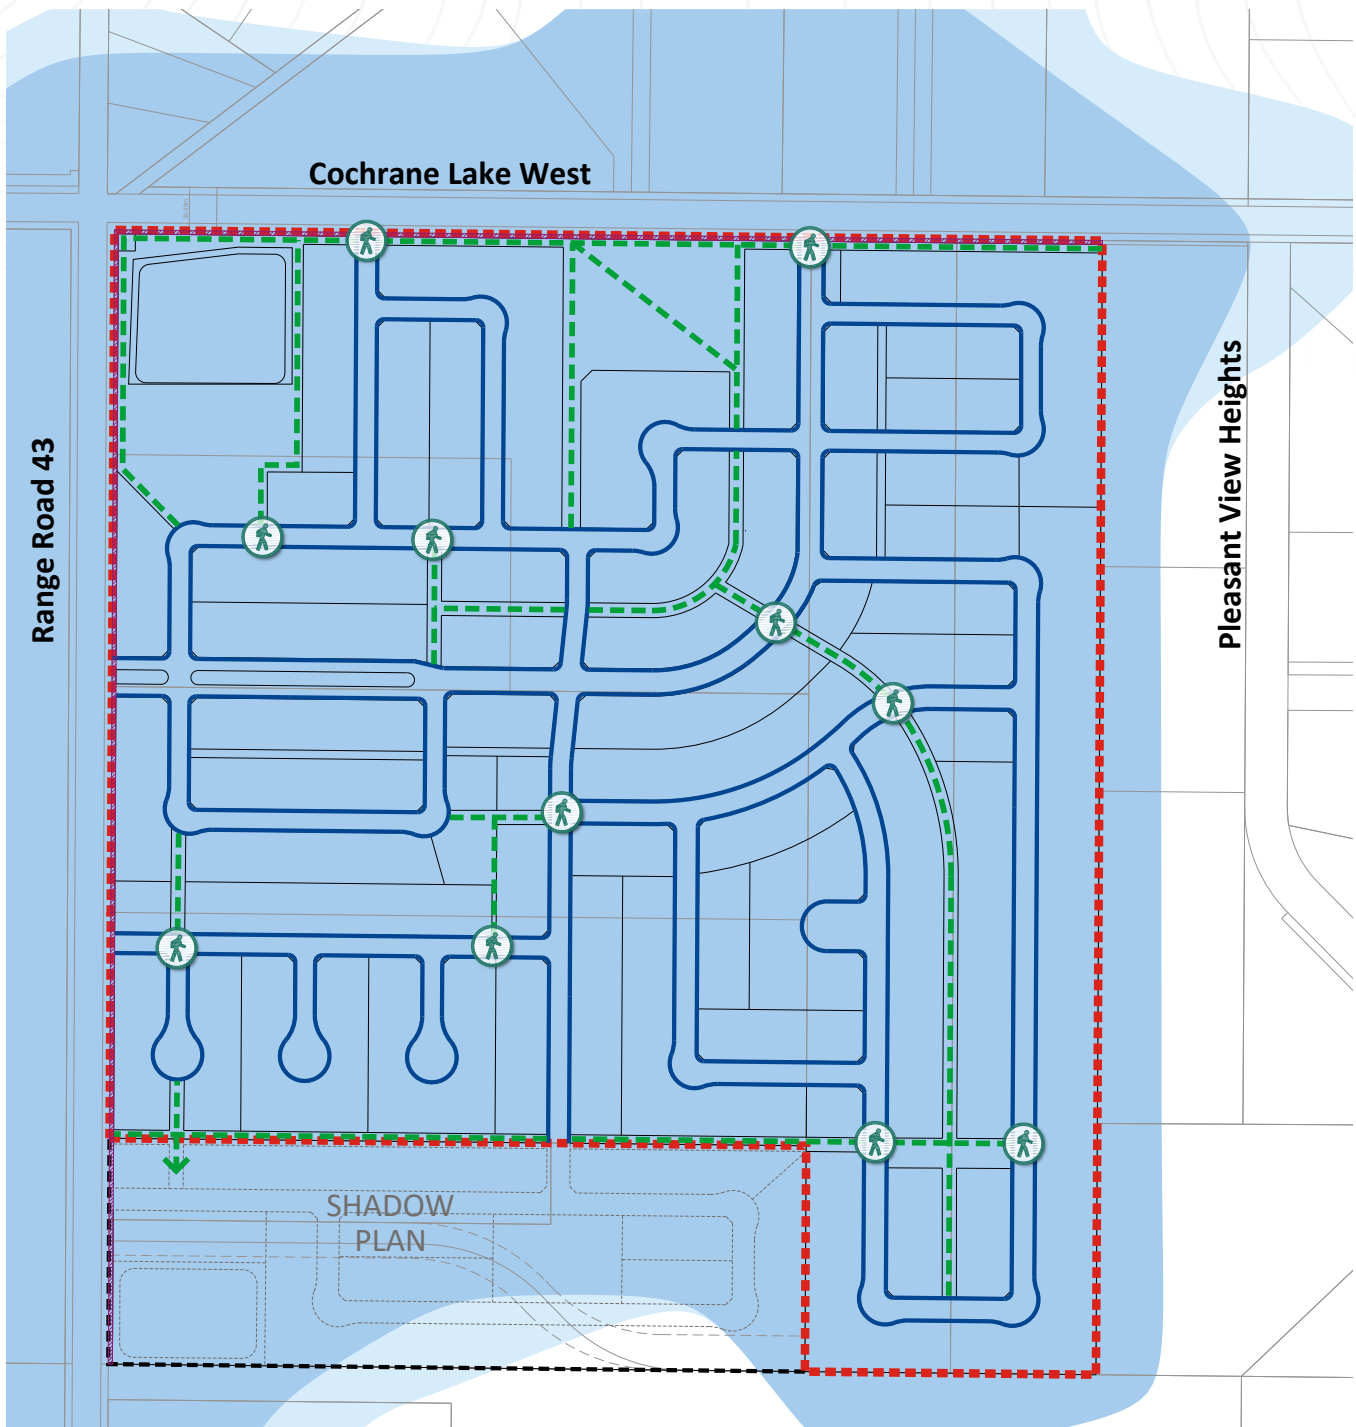 Cochrane Lake West
Range Road 43
Pleasant View Heights
SHADOW
PLAN